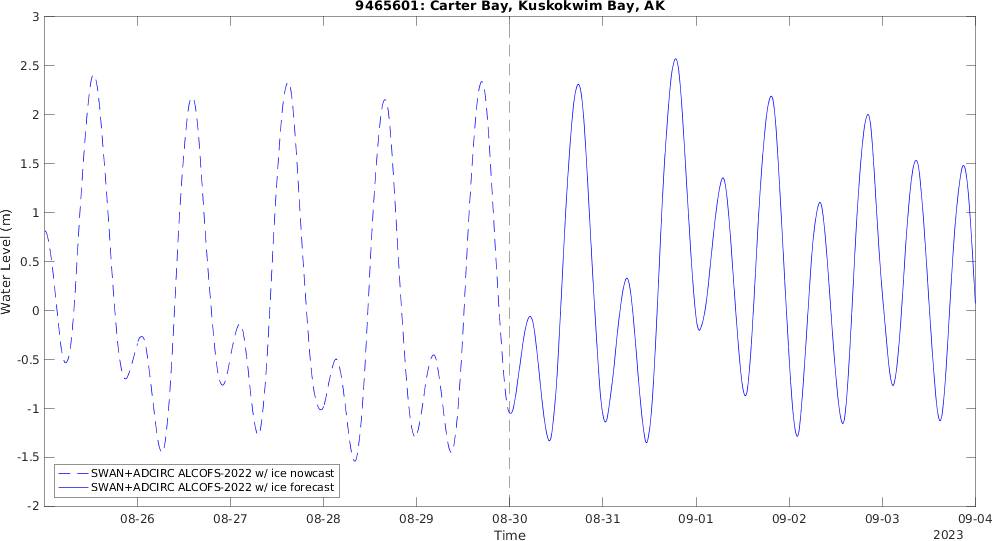 9465601: Carter Bay, Kuskokwim Bay, AK
3
2.5
2
1.5
1
0.5
0
-0.5
-1
-1.5
-2
Water Level (m)
SWAN+ADCIRC ALCOFS-2022 w/ ice nowcast
SWAN+ADCIRC ALCOFS-2022 w/ ice forecast
08-26 08-27 08-28 08-29 08-30 08-31 09-01 09-02 09-03 09-04
Time
2023